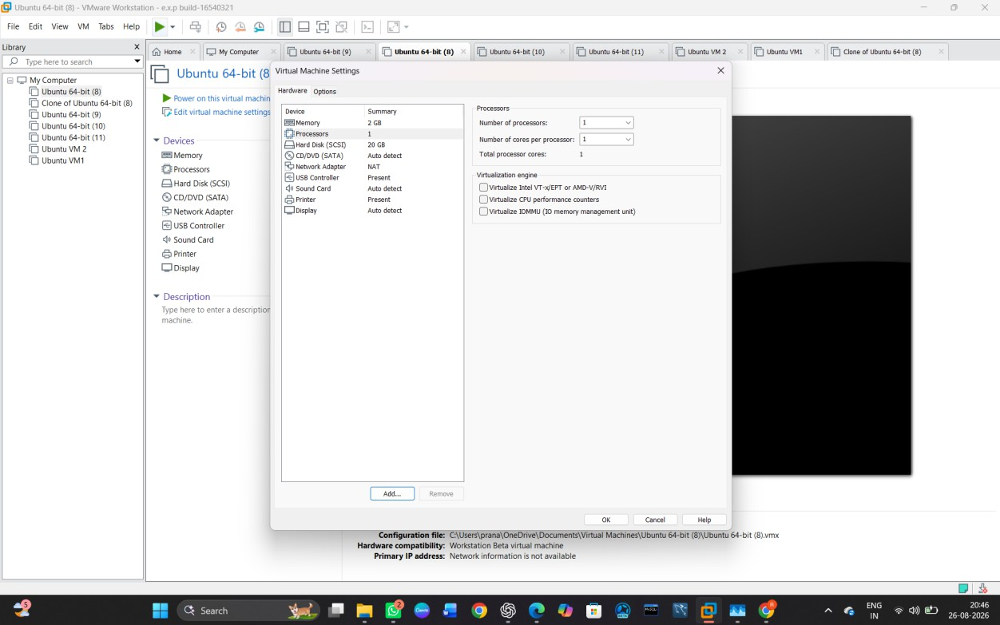 Ubuntu 64-bit (8) - VMware Workstation - e.x.p build-16540321
File Edit View VM Tabs Help
Library
Type here to search
My Computer
Ubuntu 64-bit (8)
Clone of Ubuntu 64-bit (8)
Ubuntu 64-bit (9)
Ubuntu 64-bit (10)
Ubuntu 64-bit (11)
Ubuntu VM 2
Ubuntu VM1
Home
My Computer
Ubuntu 64-bit (9)
Ubuntu 64-bit (8)
Ubuntu 64-bit (10)
Ubuntu 64-bit (11)
Ubuntu VM 2
Ubuntu VM1
Clone of Ubuntu 64-bit (8)
Ubuntu 64-bit (8
Power on this virtual machin
Edit virtual machine settings
Devices
Memory
Processors
Hard Disk (SCSI)
CD/DVD (SATA)
Network Adapter
USB Controller
Sound Card
Printer
Display
Description
Type here to enter a description
machine.
Virtual Machine Settings
Hardware Options
Device Summary
Memory 2 GB
Processors 1
Hard Disk (SCSI) 20 GB
CD/DVD (SATA) Auto detect
Network Adapter NAT
USB Controller Present
Sound Card Auto detect
Printer Present
Display Auto detect
Add... Remove
Processors
Number of processors: 1
Number of cores per processor: 1
Total processor cores: 1
Virtualization engine
Virtualize Intel VT-x/EPT or AMD-V/RVI
Virtualize CPU performance counters
Virtualize IOMMU (IO memory management unit)
OK Cancel Help
Configuration file: C:\Users\prana\OneDrive\Documents\Virtual Machines\Ubuntu 64-bit (8)\Ubuntu 64-bit (8).vmx
Hardware compatibility: Workstation Beta virtual machine
Primary IP address: Network information is not available
5
Search
2
Canva
W
BETA
MySQL
R
ENG
IN
20:46
26-08-2026